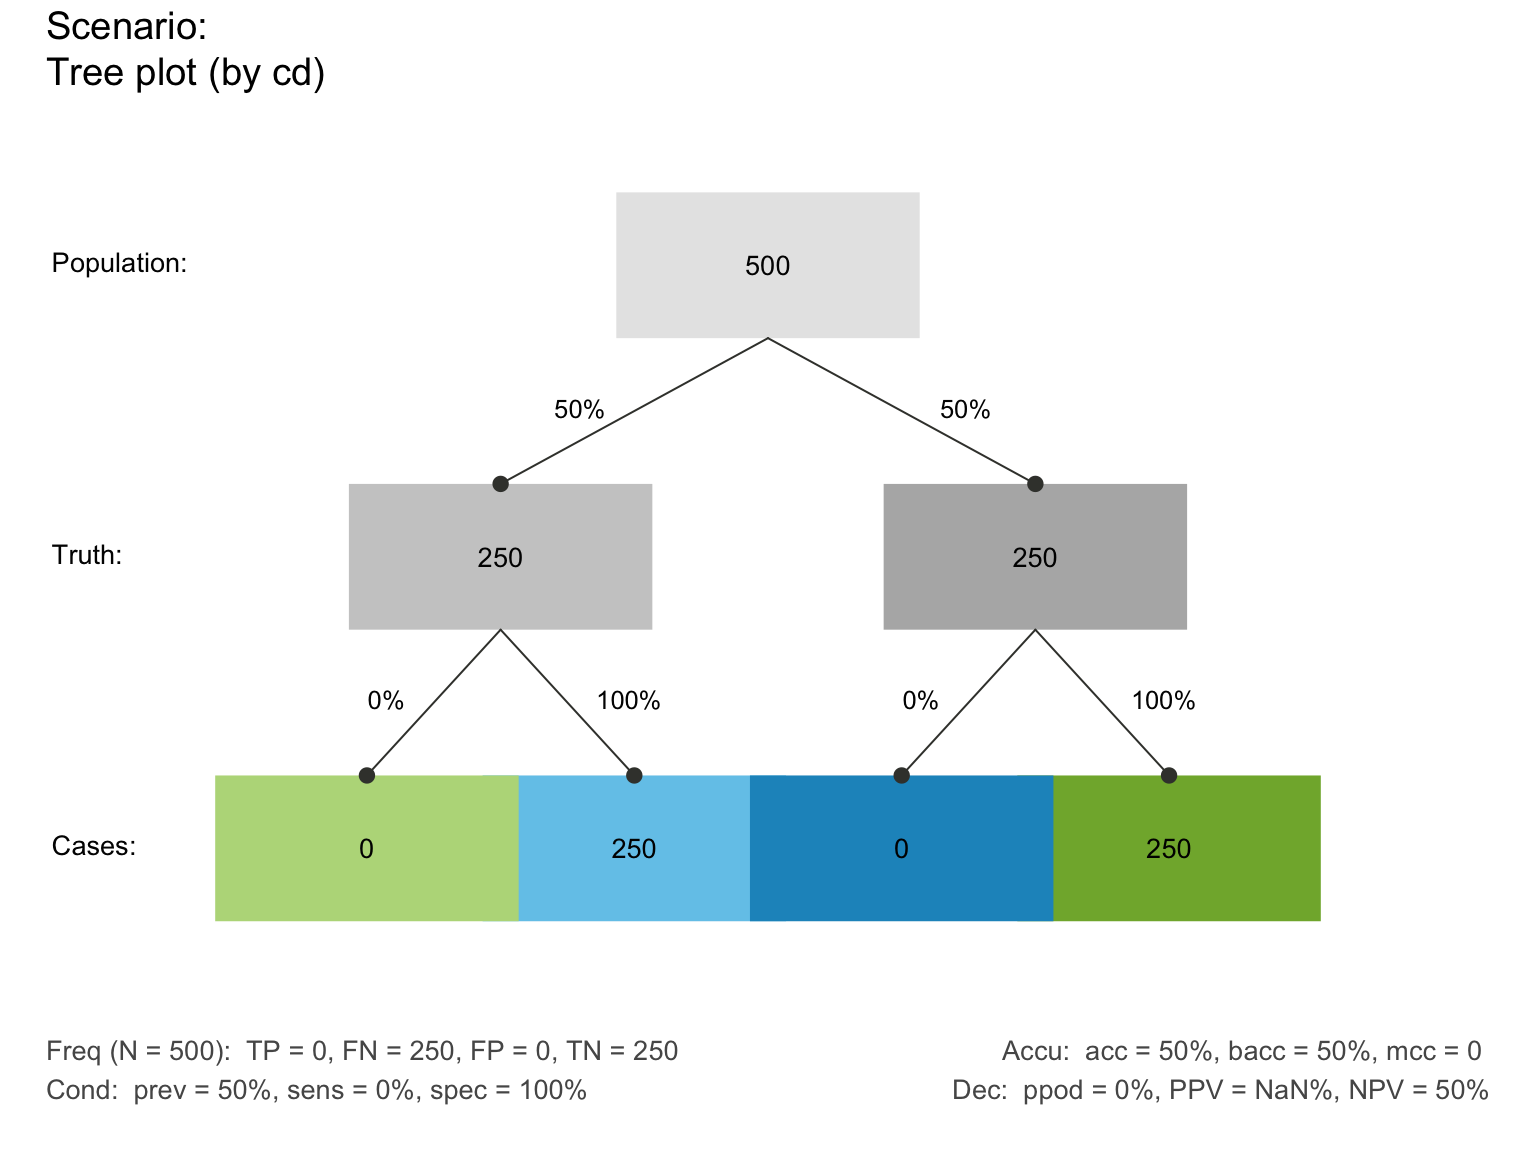 Scenario:
Tree plot (by cd)
Population:
500
50%
50%
Truth:
250
250
0%
100%
0%
100%
Cases:
0
250
0
250
Freq (N = 500):  TP = 0, FN = 250, FP = 0, TN = 250
Accu:  acc = 50%, bacc = 50%, mcc = 0
Cond:  prev = 50%, sens = 0%, spec = 100%
Dec:  ppod = 0%, PPV = NaN%, NPV = 50%